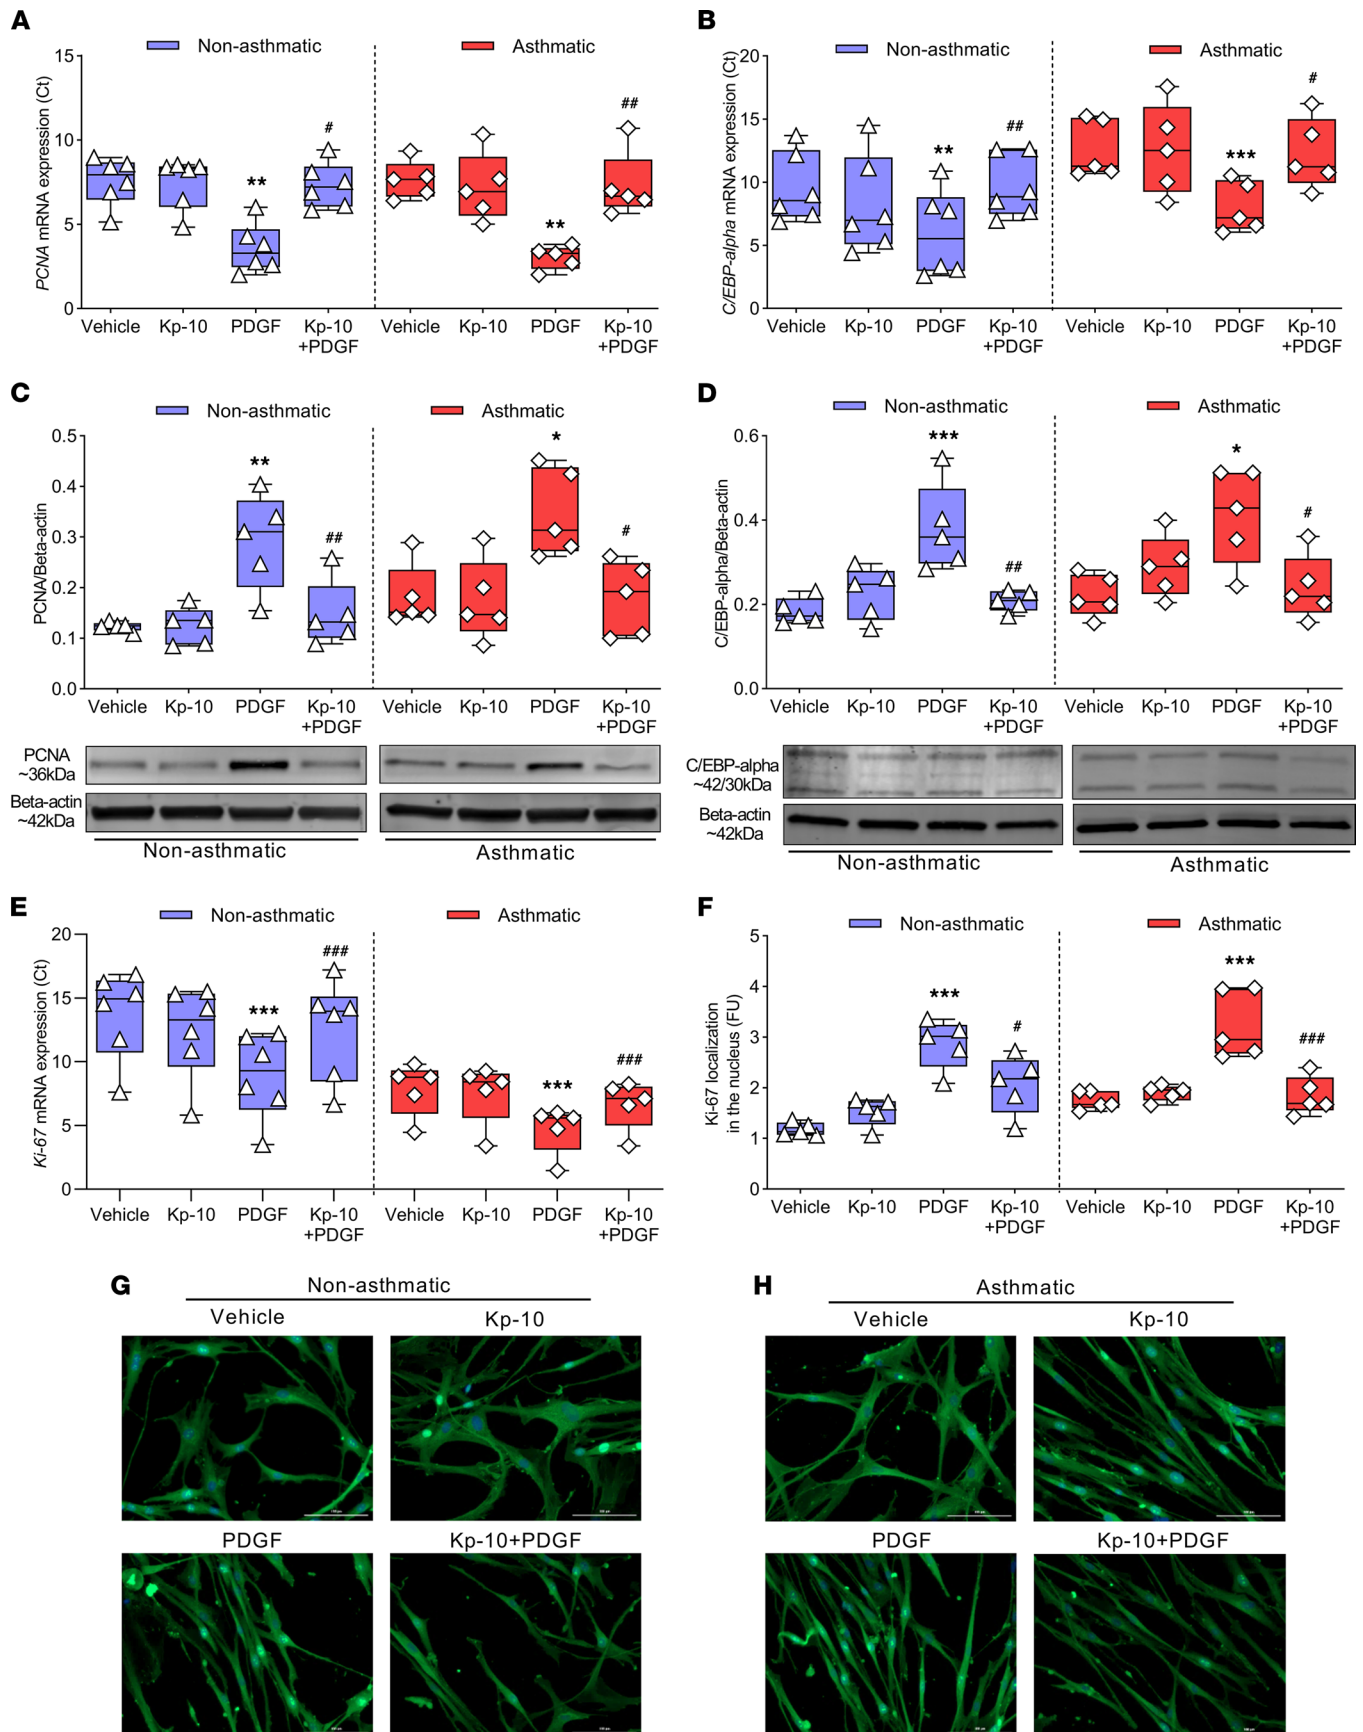 A
Non-asthmatic
Asthmatic
PCNA mRNA expression (Ct)
15
10
5
0
**
#
**
##
Vehicle
Kp-10
PDGF
Kp-10
+PDGF
Vehicle
Kp-10
PDGF
Kp-10
+PDGF
B
Non-asthmatic
Asthmatic
C/EBP-alpha mRNA expression (Ct)
20
15
10
5
0
**
##
***
#
Vehicle
Kp-10
PDGF
Kp-10
+PDGF
Vehicle
Kp-10
PDGF
Kp-10
+PDGF
C
Non-asthmatic
Asthmatic
PCNA/Beta-actin
0.5
0.4
0.3
0.2
0.1
0.0
**
##
*
#
Vehicle
Kp-10
PDGF
Kp-10
+PDGF
Vehicle
Kp-10
PDGF
Kp-10
+PDGF
PCNA
~36kDa
Beta-actin
~42kDa
Non-asthmatic
Asthmatic
D
Non-asthmatic
Asthmatic
C/EBP-alpha/Beta-actin
0.6
0.4
0.2
0.0
***
##
*
#
Vehicle
Kp-10
PDGF
Kp-10
+PDGF
Vehicle
Kp-10
PDGF
Kp-10
+PDGF
C/EBP-alpha
~42/30kDa
Beta-actin
~42kDa
Non-asthmatic
Asthmatic
E
Non-asthmatic
Asthmatic
Ki-67 mRNA expression (Ct)
20
15
10
5
0
***
###
***
###
Vehicle
Kp-10
PDGF
Kp-10
+PDGF
Vehicle
Kp-10
PDGF
Kp-10
+PDGF
F
Non-asthmatic
Asthmatic
Ki-67 localization
in the nucleus (FU)
5
4
3
2
1
0
***
#
***
###
Vehicle
Kp-10
PDGF
Kp-10
+PDGF
Vehicle
Kp-10
PDGF
Kp-10
+PDGF
G
Non-asthmatic
Vehicle
Kp-10
PDGF
Kp-10+PDGF
H
Asthmatic
Vehicle
Kp-10
PDGF
Kp-10+PDGF